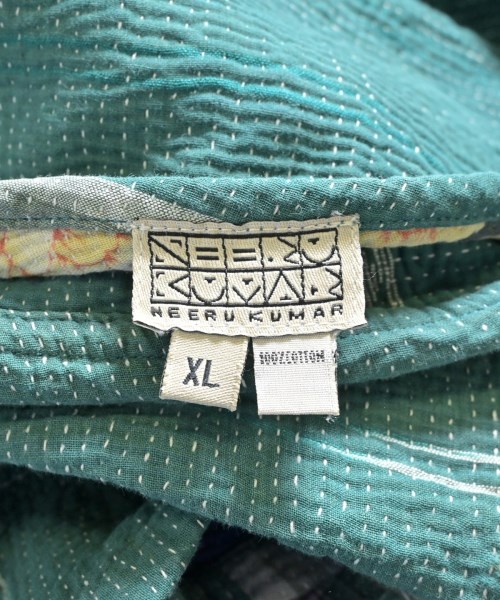 NEERU
KUMAR
NEERU KUMAR
XL
100% COTTON